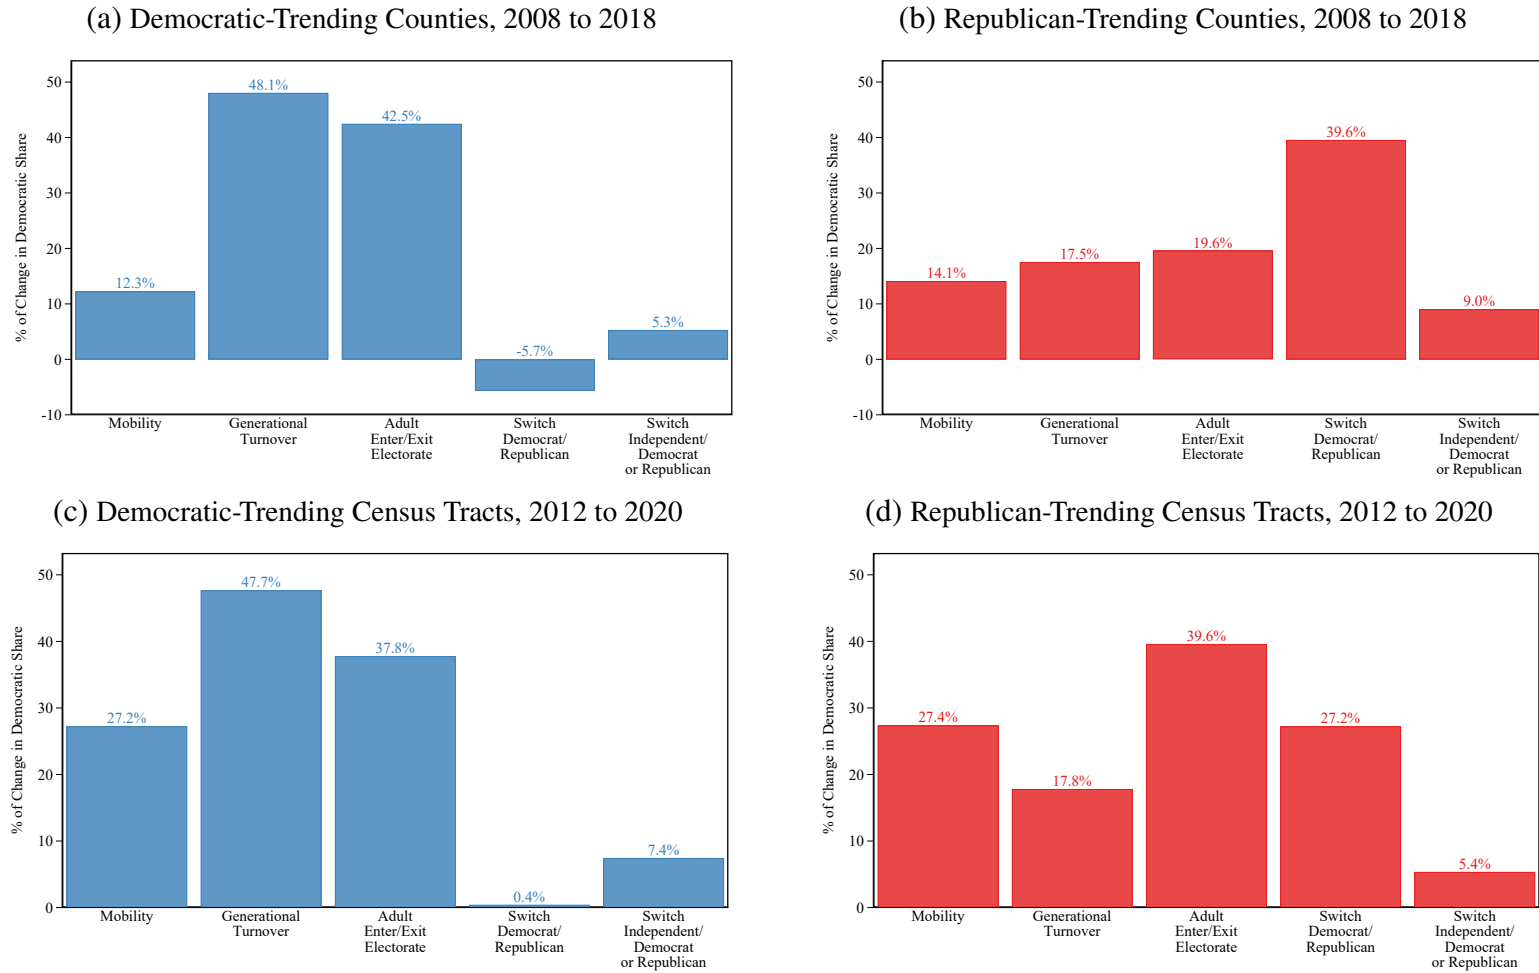 (a) Democratic-Trending Counties, 2008 to 2018
% of Change in Democratic Share
50
40
30
20
10
0
-10
12.3%
48.1%
42.5%
-5.7%
5.3%
Mobility
Generational
Turnover
Adult
Enter/Exit
Electorate
Switch
Democrat/
Republican
Switch
Independent/
Democrat
or Republican
(b) Republican-Trending Counties, 2008 to 2018
% of Change in Democratic Share
50
40
30
20
10
0
-10
14.1%
17.5%
19.6%
39.6%
9.0%
Mobility
Generational
Turnover
Adult
Enter/Exit
Electorate
Switch
Democrat/
Republican
Switch
Independent/
Democrat
or Republican
(c) Democratic-Trending Census Tracts, 2012 to 2020
% of Change in Democratic Share
50
40
30
20
10
0
27.2%
47.7%
37.8%
0.4%
7.4%
Mobility
Generational
Turnover
Adult
Enter/Exit
Electorate
Switch
Democrat/
Republican
Switch
Independent/
Democrat
or Republican
(d) Republican-Trending Census Tracts, 2012 to 2020
% of Change in Democratic Share
50
40
30
20
10
0
27.4%
17.8%
39.6%
27.2%
5.4%
Mobility
Generational
Turnover
Adult
Enter/Exit
Electorate
Switch
Democrat/
Republican
Switch
Independent/
Democrat
or Republican